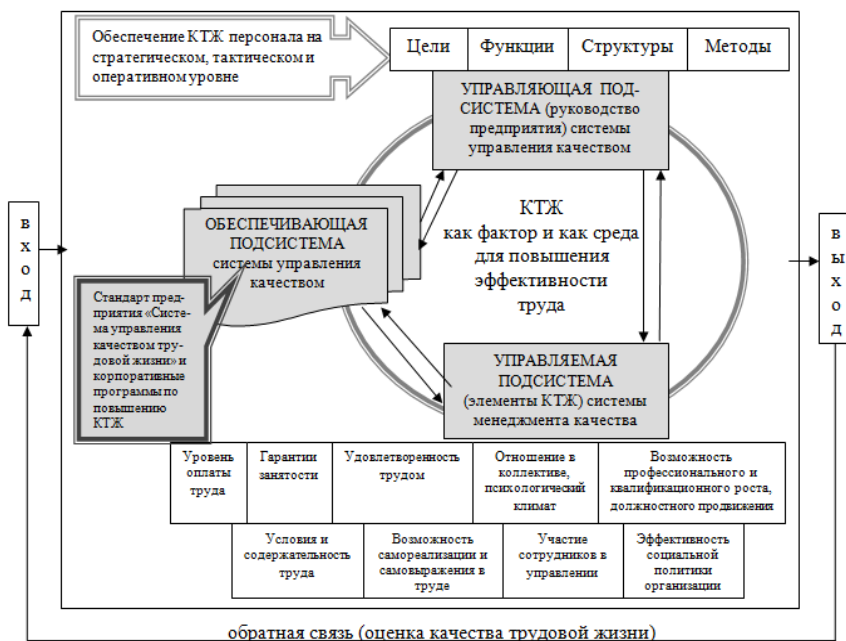 Обеспечение КТЖ персонала на
стратегическом, тактическом и
оперативном уровне
Цели
Функции
Структуры
Методы
УПРАВЛЯЮЩАЯ ПОД-
СИСТЕМА (руководство
предприятия) системы
управления качеством
вход
ОБЕСПЕЧИВАЮЩАЯ
ПОДСИСТЕМА
системы управления
качеством
КТЖ
как фактор и как среда
для повышения
эффективности
труда
выход
Стандарт пред-
приятия «Систе-
ма управления
качеством тру-
довой жизни» и
корпоративные
программы по
повышению
КТЖ
УПРАВЛЯЕМАЯ
ПОДСИСТЕМА
(элементы КТЖ) системы
менеджмента качества
Уровень
оплаты
труда
Гарантии
занятости
Удовлетворенность
трудом
Отношение в
коллективе,
психологический
климат
Возможность
профессионального и
квалификационного роста,
должностного продвижения
Условия и
содержательность
труда
Возможность
самореализации и
самовыражения в
труде
Участие
сотрудников в
управлении
Эффективность
социальной
политики
организации
обратная связь (оценка качества трудовой жизни)